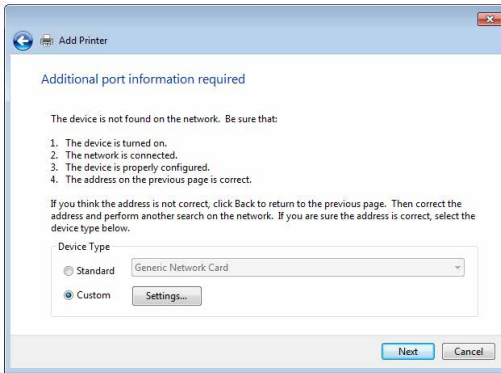 Add Printer
Additional port information required
The device is not found on the network. Be sure that:
1. The device is turned on.
2. The network is connected.
3. The device is properly configured.
4. The address on the previous page is correct.
If you think the address is not correct, click Back to return to the previous page. Then correct the
address and perform another search on the network. If you are sure the address is correct, select the
device type below.
Device Type
Standard Generic Network Card
Custom Settings...
Next Cancel